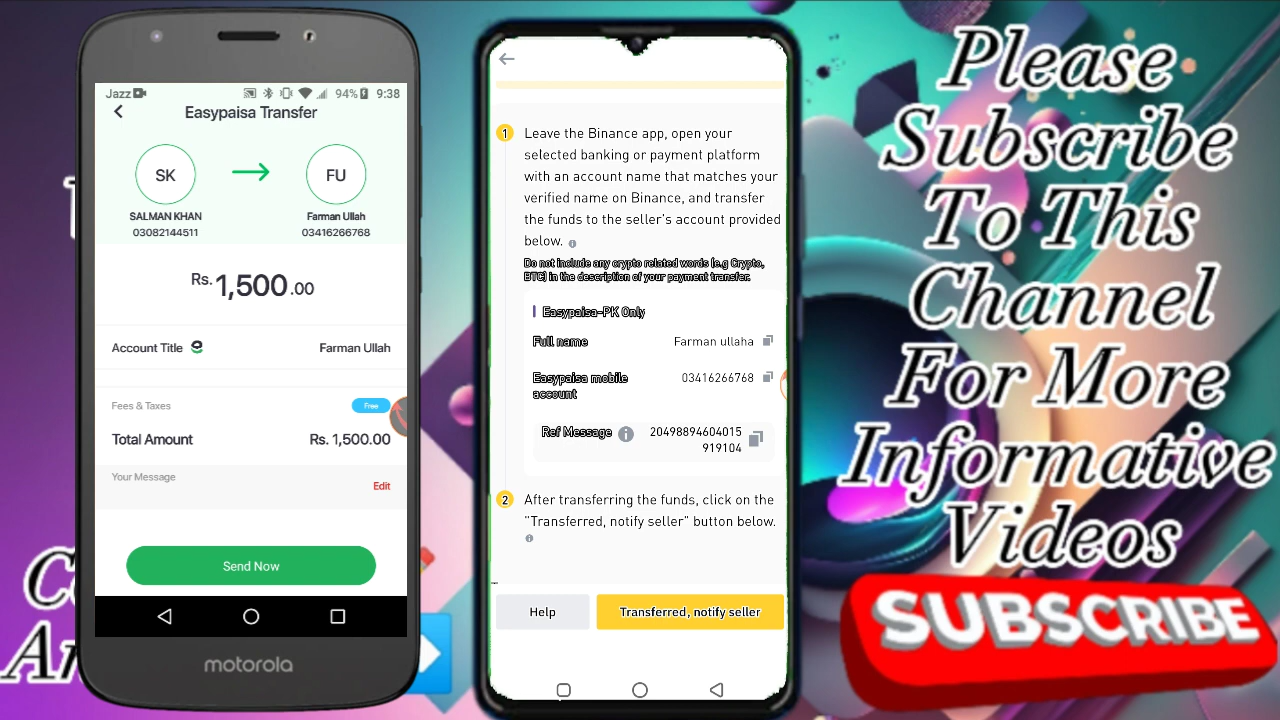 Jazz
94%
9:38
Easypaisa Transfer
SK
FU
SALMAN KHAN
Farman Ullah
03082144511
03416266768
Rs. 1,500.00
Account Title
Farman Ullah
Fees & Taxes
Free
Total Amount
Rs. 1,500.00
Your Message
Edit
Send Now
motorola
1
Leave the Binance app, open your
selected banking or payment platform
with an account name that matches your
verified name on Binance, and transfer
the funds to the seller's account provided
below.
Do not include any crypto related words (e.g Crypto,
BTC) in the description of your payment transfer.
Easypaisa-PK Only
Full name
Farman ullaha
Easypaisa mobile
account
03416266768
Ref Message
20498894604015
919104
2
After transferring the funds, click on the
"Transferred, notify seller" button below.
Help
Transferred, notify seller
Please
Subscribe
To This
Channel
For More
Informative
Videos
SUBSCRIBE